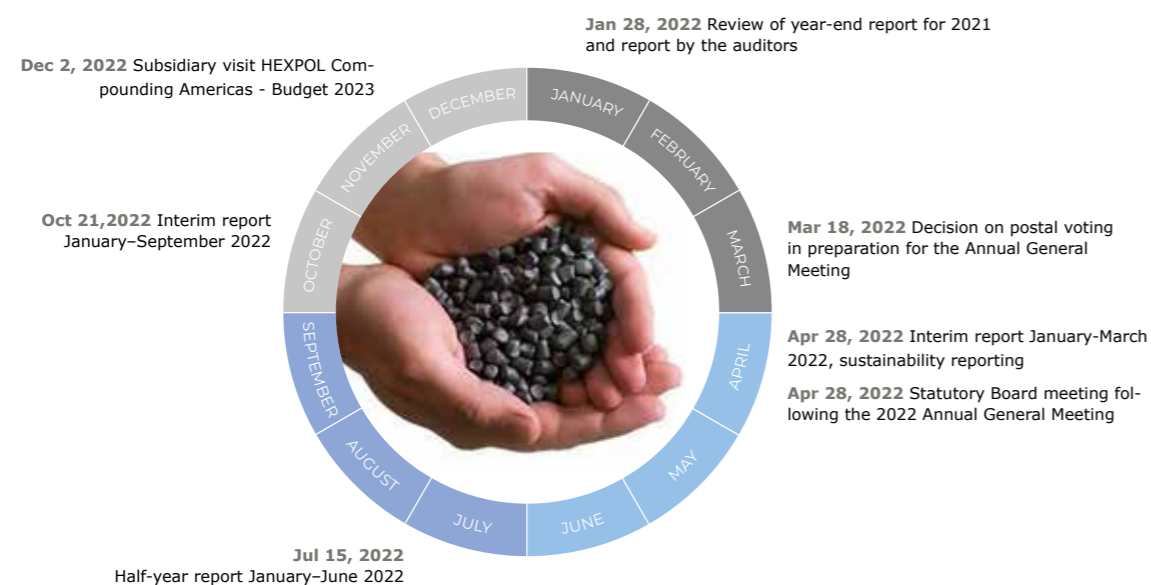 Jan 28, 2022 Review of year-end report for 2021
and report by the auditors
Dec 2, 2022 Subsidiary visit HEXPOL Com-
pounding Americas - Budget 2023
DECEMBER
JANUARY
NOVEMBER
FEBRUARY
Oct 21,2022 Interim report
January–September 2022
OCTOBER
MARCH
Mar 18, 2022 Decision on postal voting
in preparation for the Annual General
Meeting
SEPTEMBER
APRIL
Apr 28, 2022 Interim report January-March
2022, sustainability reporting
Apr 28, 2022 Statutory Board meeting fol-
lowing the 2022 Annual General Meeting
AUGUST
MAY
JULY
JUNE
Jul 15, 2022
Half-year report January–June 2022